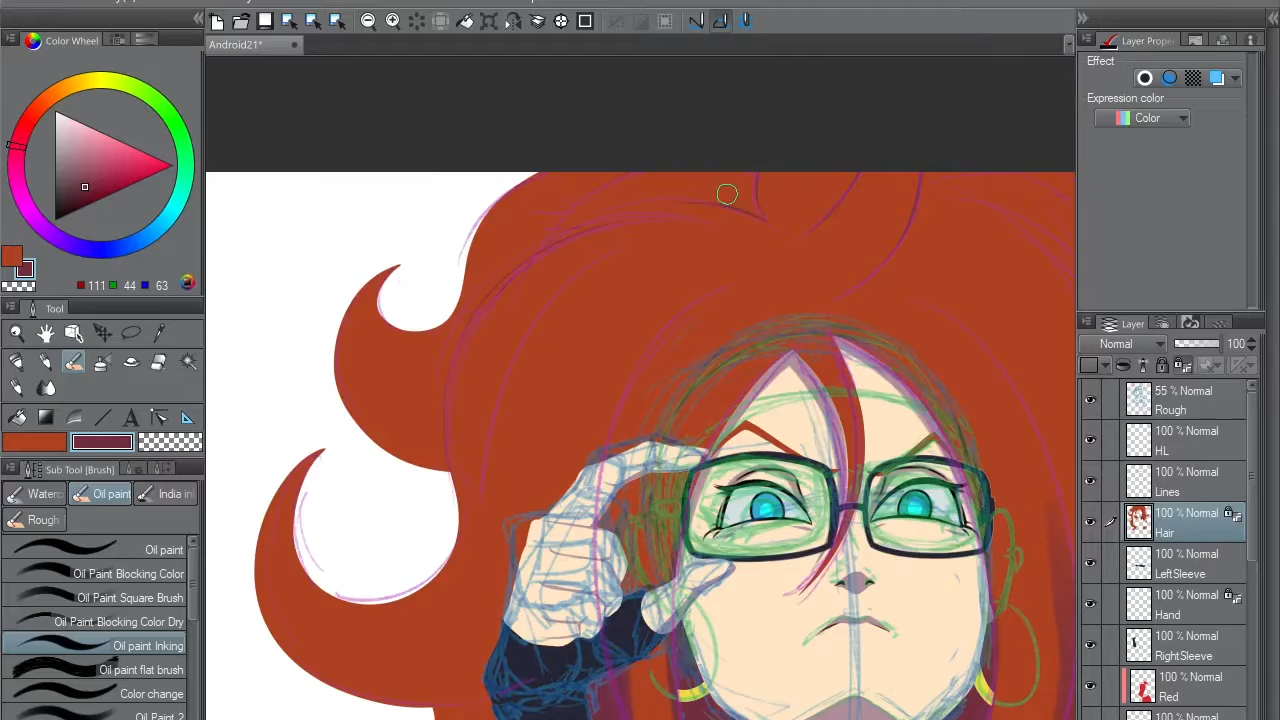 Android21*
Color Wheel
111 44 63
Tool
A
Sub Tool (Brush)
Waterc Oil paint India in
Rough
Oil paint
Oil Paint Blocking Color
Oil Paint Square Brush
Oil Paint Blocking Color Dry
Oil paint Inking
Oil paint flat brush
Color change
Oil Paint 2
Layer Prope
Effect
Expression color
Color
Layer
Normal 100
55 % Normal
Rough
100 % Normal
HL
100 % Normal
Lines
100 % Normal
Hair
100 % Normal
LeftSleeve
100 % Normal
Hand
100 % Normal
RightSleeve
100 % Normal
Red
100 % Normal